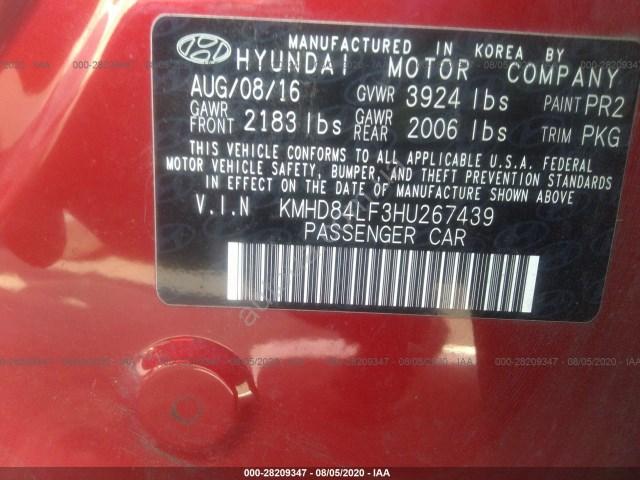 MANUFACTURED IN KOREA BY
HYUNDAI MOTOR COMPANY
AUG/08/16 GVWR 3924 lbs PAINT PR2
GAWR FRONT 2183 lbs GAWR REAR 2006 lbs TRIM PKG
THIS VEHICLE CONFORMS TO ALL APPLICABLE U.S.A. FEDERAL
MOTOR VEHICLE SAFETY, BUMPER, AND THEFT PREVENTION STANDARDS
IN EFFECT ON THE DATE OF MANUFACTURE SHOWN ABOVE
V.I.N KMHD84LF3HU267439
PASSENGER CAR
000-28209347 - 08/05/2020 - IAA